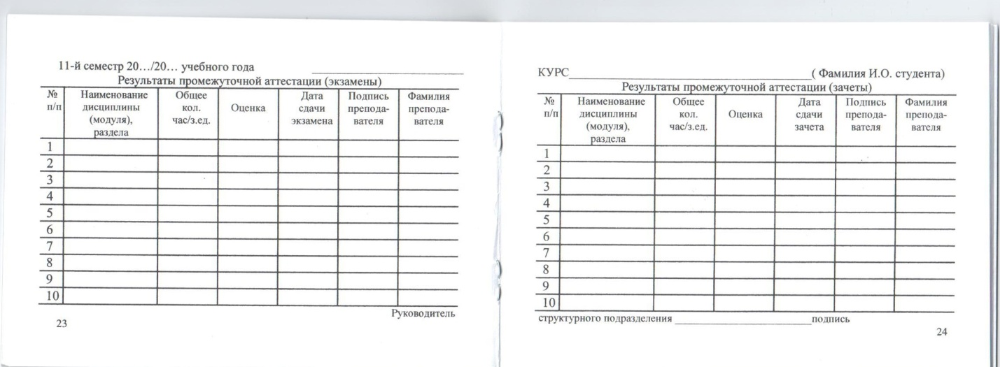 11-й семестр 20…/20… учебного года ____________________
Результаты промежуточной аттестации (экзамены)
№ п/п Наименование дисциплины (модуля), раздела Общее кол. час/з.ед. Оценка Дата сдачи экзамена Подпись препода-вателя Фамилия препода-вателя
1
2
3
4
5
6
7
8
9
10
Руководитель
23
КУРС____________________( Фамилия И.О. студента)
Результаты промежуточной аттестации (зачеты)
№ п/п Наименование дисциплины (модуля), раздела Общее кол. час/з.ед. Оценка Дата сдачи зачета Подпись препода-вателя Фамилия препода-вателя
1
2
3
4
5
6
7
8
9
10
структурного подразделения ____________________подпись
24